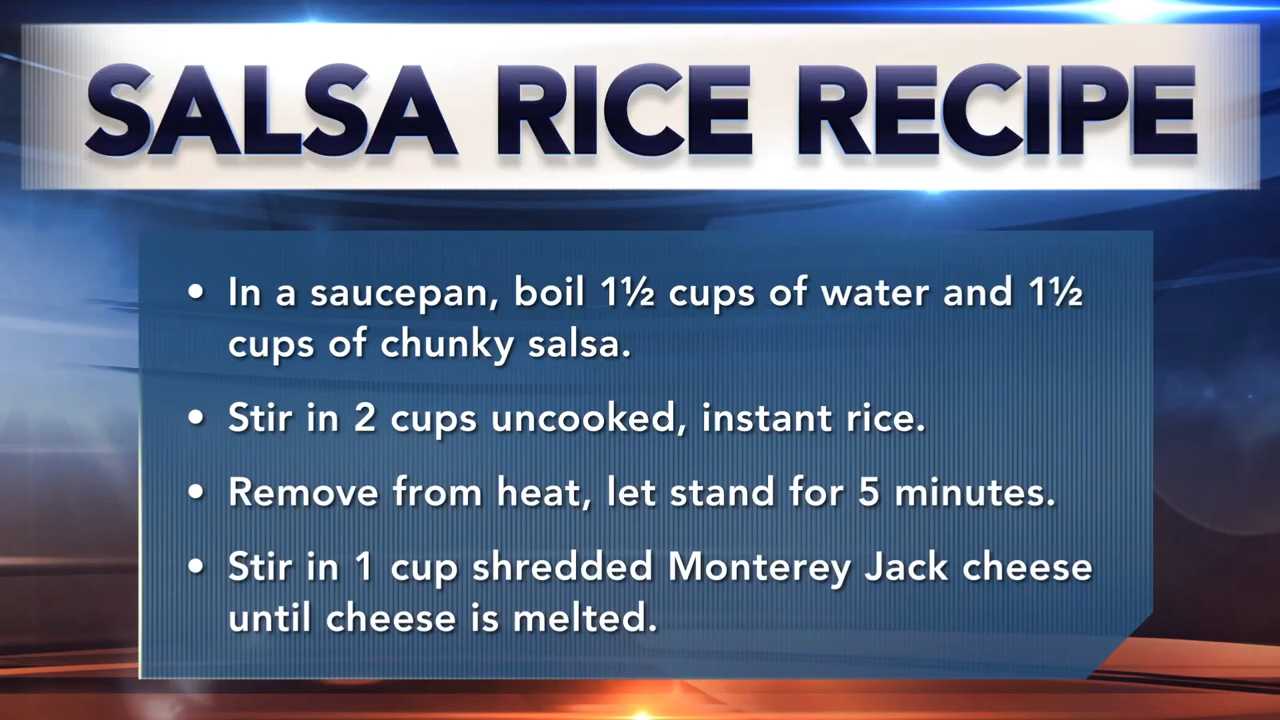 SALSA RICE RECIPE
• In a saucepan, boil 1½ cups of water and 1½
cups of chunky salsa.
• Stir in 2 cups uncooked, instant rice.
• Remove from heat, let stand for 5 minutes.
• Stir in 1 cup shredded Monterey Jack cheese
until cheese is melted.